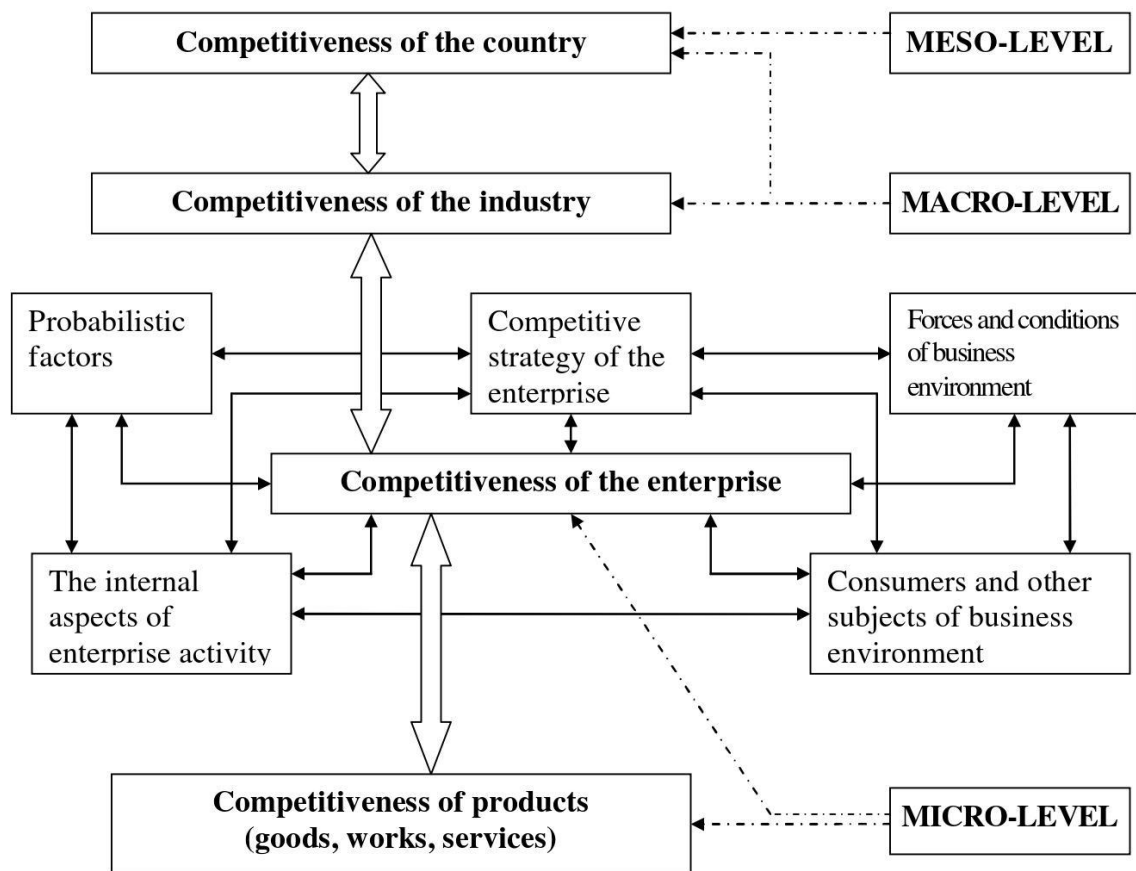 Competitiveness of the country
MESO-LEVEL
Competitiveness of the industry
MACRO-LEVEL
Probabilistic
factors
Competitive
strategy of the
enterprise
Forces and conditions
of business
environment
Competitiveness of the enterprise
The internal
aspects of
enterprise activity
Consumers and other
subjects of business
environment
Competitiveness of products
(goods, works, services)
MICRO-LEVEL